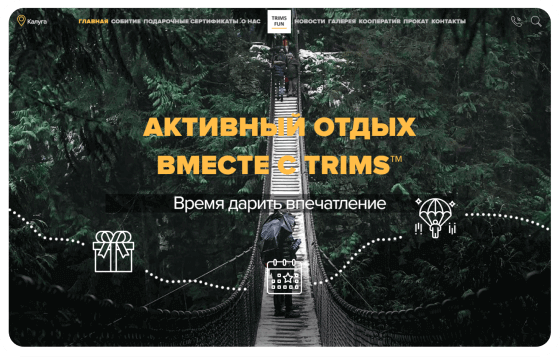 Калуга
ГЛАВНАЯ СОБИТИЕ ПОДАРОЧНЫЕ СЕРТИФИКАТЫ О НАС
TRIMS
FUN
НОВОСТИ ГАЛЕРЕЯ КООПЕРАТИВ ПРОКАТ КОНТАКТЫ
АКТИВНЫЙ ОТДЫХ
ВМЕСТЕ С TRIMS™
Время дарить впечатление